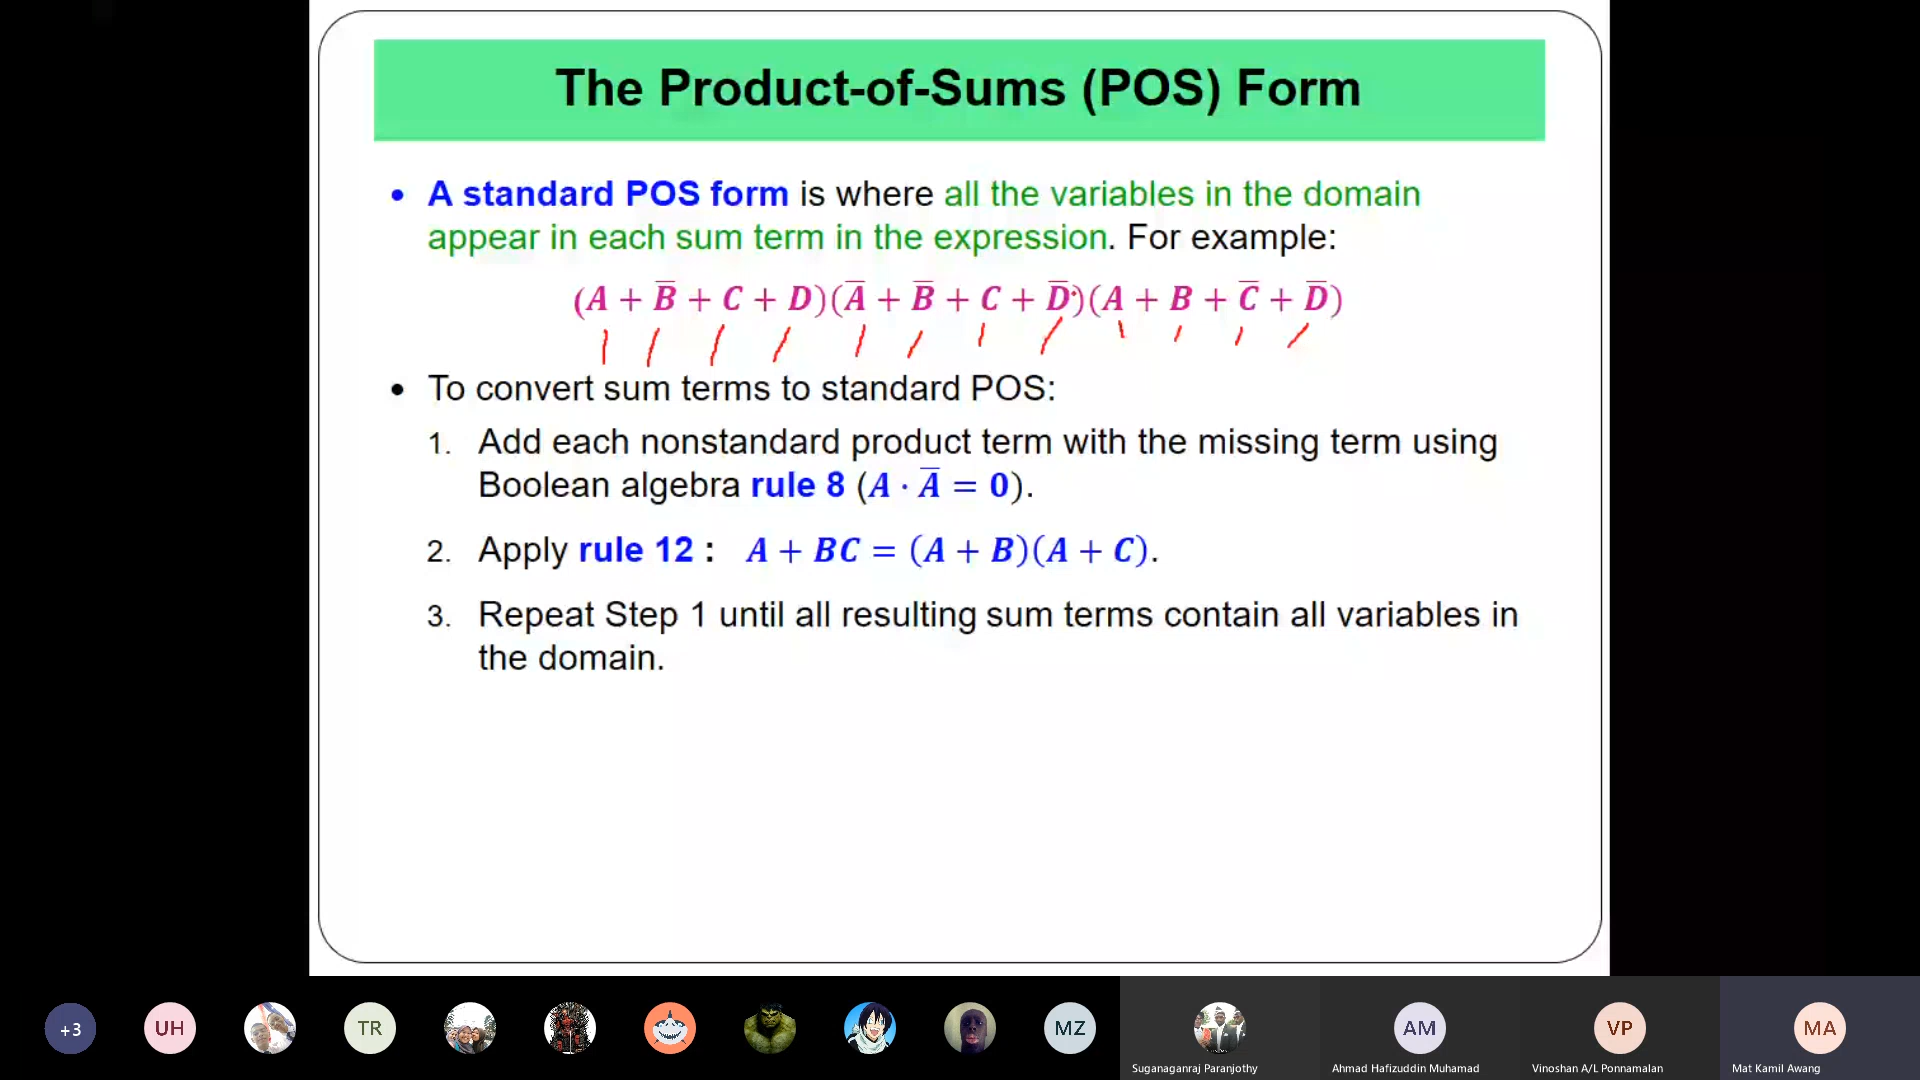 The Product-of-Sums (POS) Form
• A standard POS form is where all the variables in the domain
appear in each sum term in the expression. For example:
(A + B̅ + C + D)(A̅ + B̅ + C + D̅)(A + B + C̅ + D̅)
• To convert sum terms to standard POS:
1. Add each nonstandard product term with the missing term using
Boolean algebra rule 8 (A · A̅ = 0).
2. Apply rule 12 : A + BC = (A + B)(A + C).
3. Repeat Step 1 until all resulting sum terms contain all variables in
the domain.
+3 UH TR MZ AM VP MA
Suganaganraj Paranjothy Ahmad Hafizuddin Muhamad Vinoshan A/L Ponnamalan Mat Kamil Awang